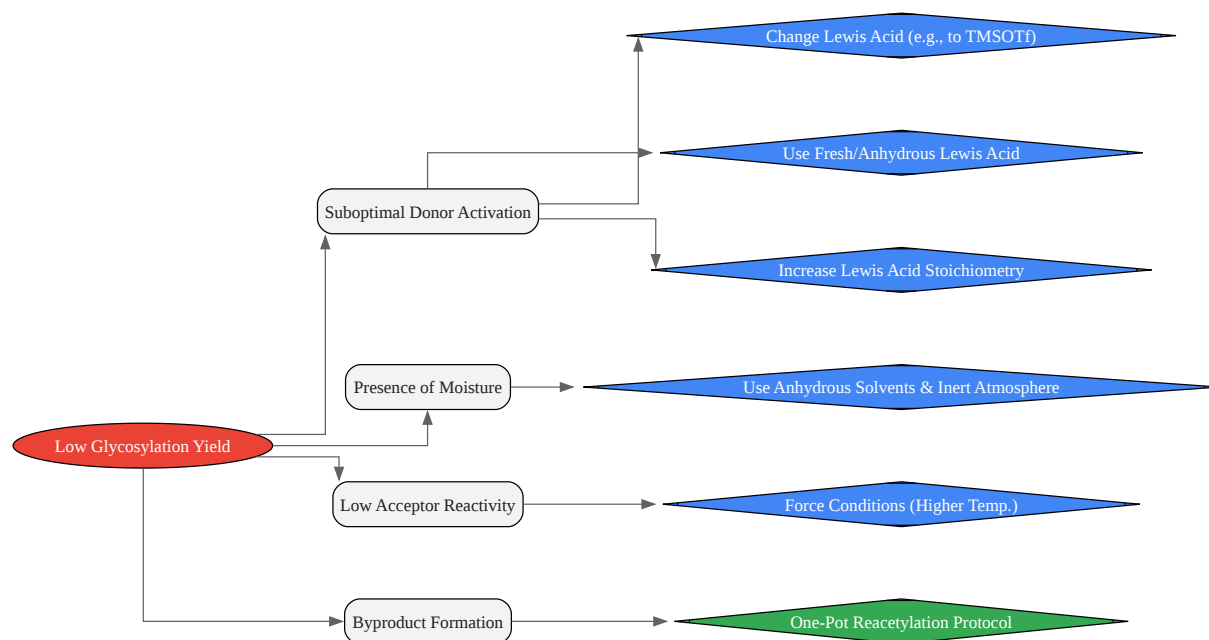 Change Lewis Acid (e.g., to TMSOTf)
Use Fresh/Anhydrous Lewis Acid
Suboptimal Donor Activation
Increase Lewis Acid Stoichiometry
Presence of Moisture
Use Anhydrous Solvents & Inert Atmosphere
Low Glycosylation Yield
Low Acceptor Reactivity
Force Conditions (Higher Temp.)
Byproduct Formation
One-Pot Reacetylation Protocol